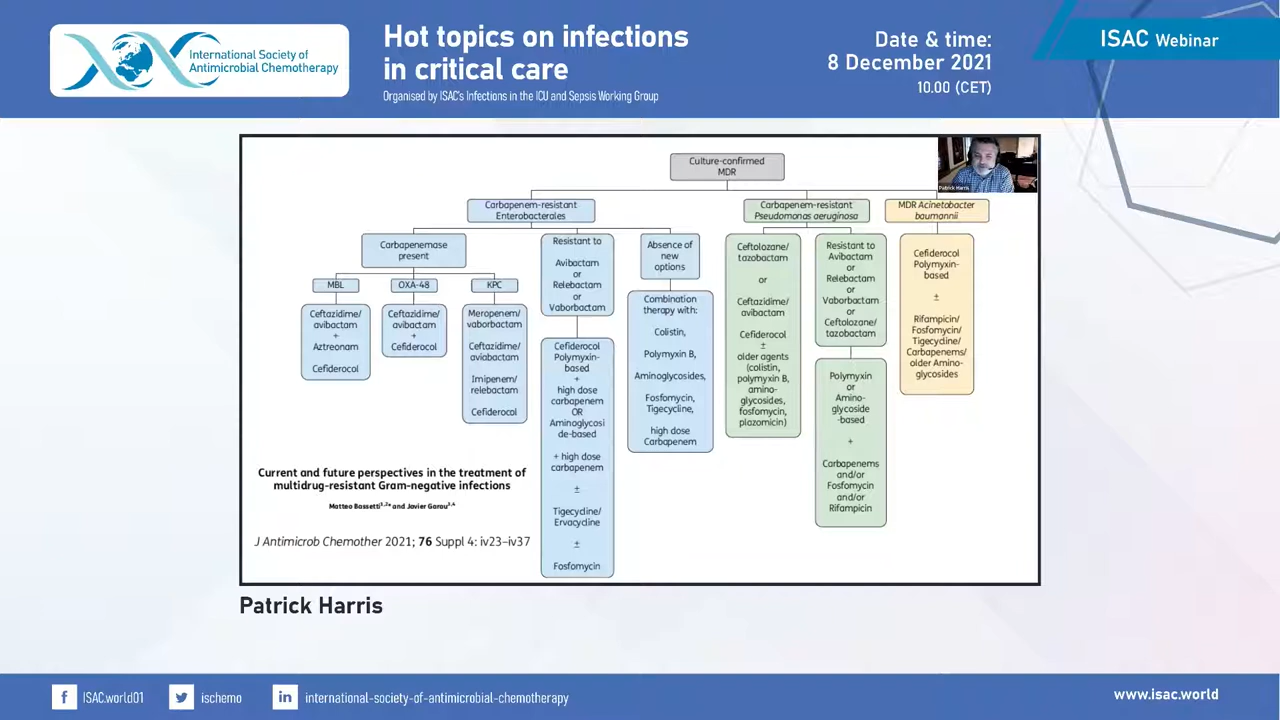 International Society of
Antimicrobial Chemotherapy
Hot topics on infections
in critical care
Organised by ISAC's Infections in the ICU and Sepsis Working Group
Date & time:
8 December 2021
10.00 (CET)
ISAC Webinar
Patrick Harris
Culture-confirmed
MDR
Carbapenem-resistant
Enterobacterales
Carbapenem-resistant
Pseudomonas aeruginosa
MDR Acinetobacter
baumannii
Carbapenemase
present
MBL
OXA-48
KPC
Ceftazidime/
avibactam
+
Aztreonam
Cefiderocol
Ceftazidime/
avibactam
+
Cefiderocol
Meropenem/
vaborbactam
Ceftazidime/
aviabactam
Imipenem/
relebactam
Cefiderocol
Resistant to
Avibactam
or
Relebactam
or
Vaborbactam
Cefiderocol
Polymyxin-
based
+
high dose
carbapenem
OR
Aminoglycosi
de-based
+ high dose
carbapenem
±
Tigecycline/
Ervacycline
±
Fosfomycin
Absence of
new
options
Combination
therapy with:
Colistin,
Polymyxin B,
Aminoglycosides,
Fosfomycin,
Tigecycline,
high dose
Carbapenem
Ceftolozane/
tazobactam
or
Ceftazidime/
avibactam
Cefiderocol
±
older agents
(colistin,
polymyxin B,
amino-
glycosides,
fosfomycin,
plazomicin)
Resistant to
Avibactam
or
Relebactam
or
Vaborbactam
or
Ceftolozane/
tazobactam
Polymyxin
or
Amino-
glycoside
-based
+
Carbapenems
and/or
Fosfomycin
and/or
Rifampicin
Cefiderocol
Polymyxin-
based
±
Rifampicin/
Fosfomycin/
Tigecycline/
Carbapenems/
older Amino-
glycosides
Current and future perspectives in the treatment of
multidrug-resistant Gram-negative infections
Matteo Bassetti1,2* and Javier Garau3,4
J Antimicrob Chemother 2021; 76 Suppl 4: iv23–iv37
Patrick Harris
f ISAC.world01
ischemo
in international-society-of-antimicrobial-chemotherapy
www.isac.world